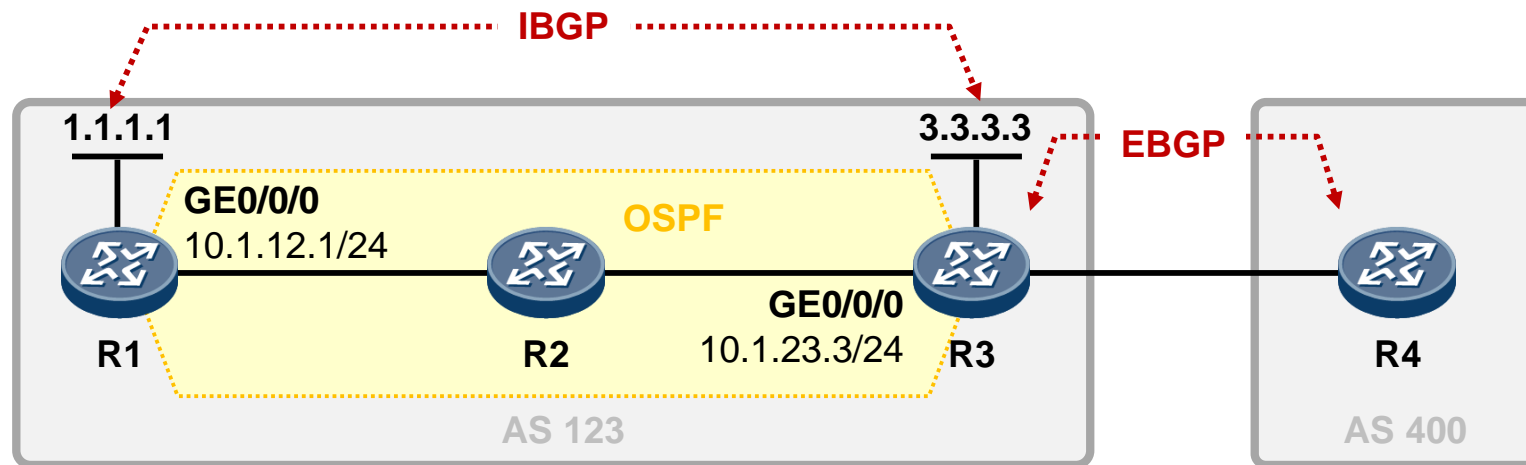 IBGP
1.1.1.1
3.3.3.3
EBGP
GE0/0/0
10.1.12.1/24
OSPF
GE0/0/0
10.1.23.3/24
R1
R2
R3
R4
AS 123
AS 400